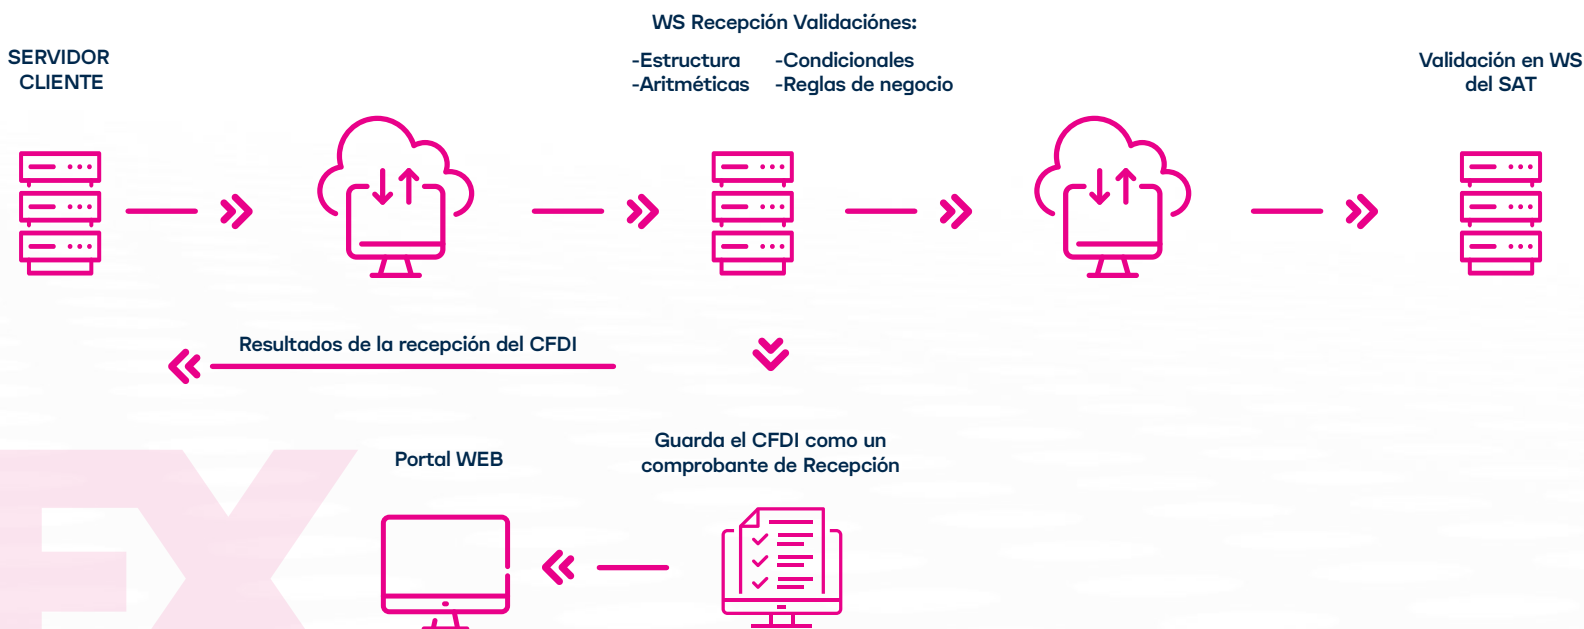 WS Recepción Validaciónes:
SERVIDOR
CLIENTE
-Estructura -Condicionales
-Aritméticas -Reglas de negocio
Validación en WS
del SAT
Resultados de la recepción del CFDI
Portal WEB
Guarda el CFDI como un
comprobante de Recepción
FX